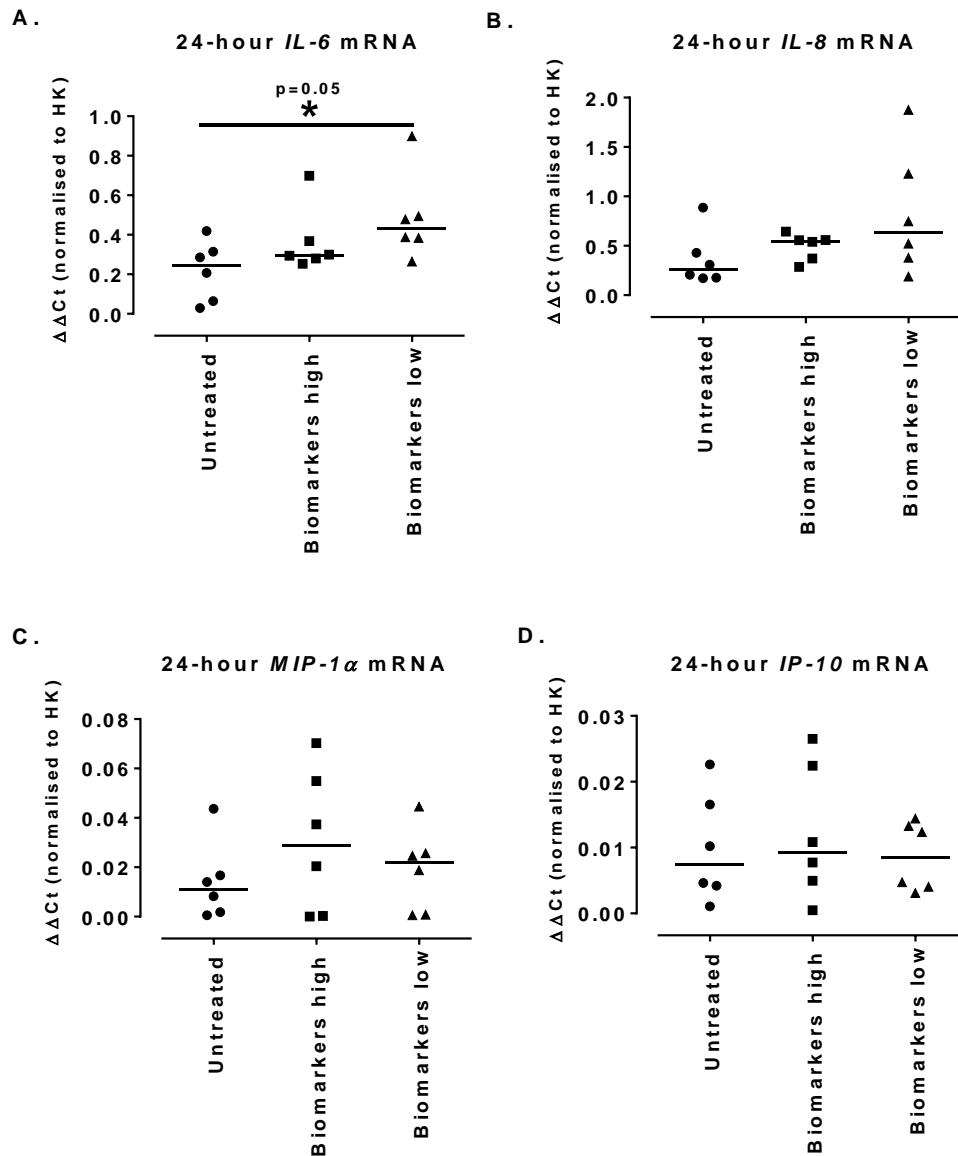 A.
24-hour IL-6 mRNA
ΔΔCt (normalised to HK)
p=0.05
*
1.0
0.8
0.6
0.4
0.2
0.0
Untreated
Biomarkers high
Biomarkers low
B.
24-hour IL-8 mRNA
ΔΔCt (normalised to HK)
2.0
1.5
1.0
0.5
0.0
Untreated
Biomarkers high
Biomarkers low
C.
24-hour MIP-1α mRNA
ΔΔCt (normalised to HK)
0.08
0.06
0.04
0.02
0.00
Untreated
Biomarkers high
Biomarkers low
D.
24-hour IP-10 mRNA
ΔΔCt (normalised to HK)
0.03
0.02
0.01
0.00
Untreated
Biomarkers high
Biomarkers low